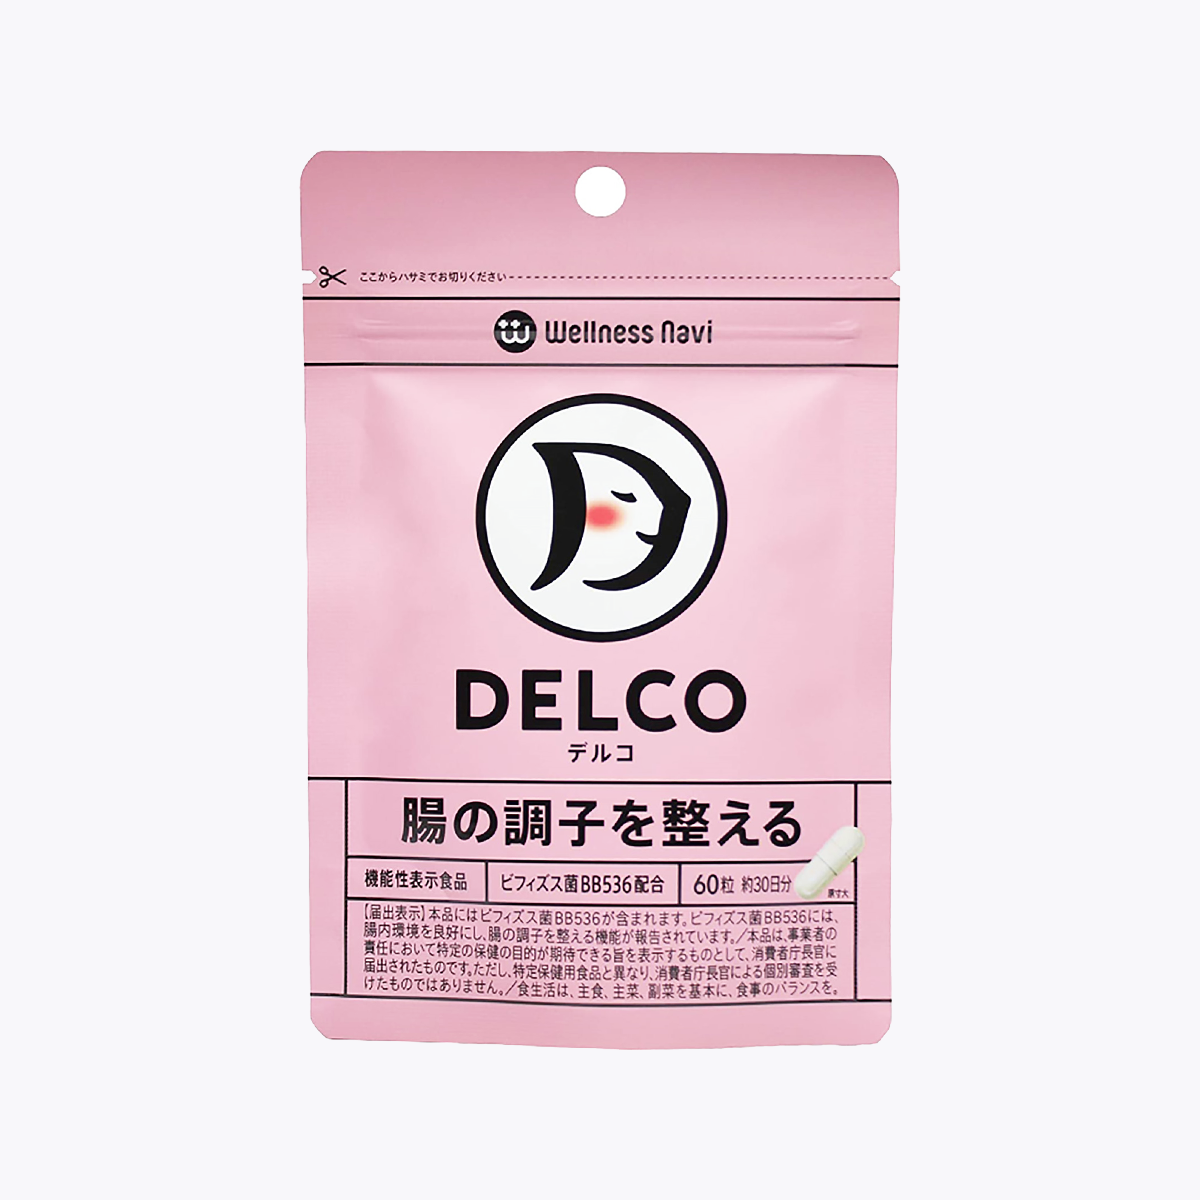 ここからハサミでお切りください
Wellness Navi
DELCO
デルコ
腸の調子を整える
機能性表示食品 ビフィズス菌BB536配合 60粒 約30日分
原寸大
【届出表示】本品にはビフィズス菌BB536が含まれます。ビフィズス菌BB536には、
腸内環境を良好にし、腸の調子を整える機能が報告されています。／本品は、事業者の
責任において特定の保健の目的が期待できる旨を表示するものとして、消費者庁長官に
届出されたものです。ただし、特定保健用食品と異なり、消費者庁長官による個別審査を受
けたものではありません。／食生活は、主食、主菜、副菜を基本に、食事のバランスを。